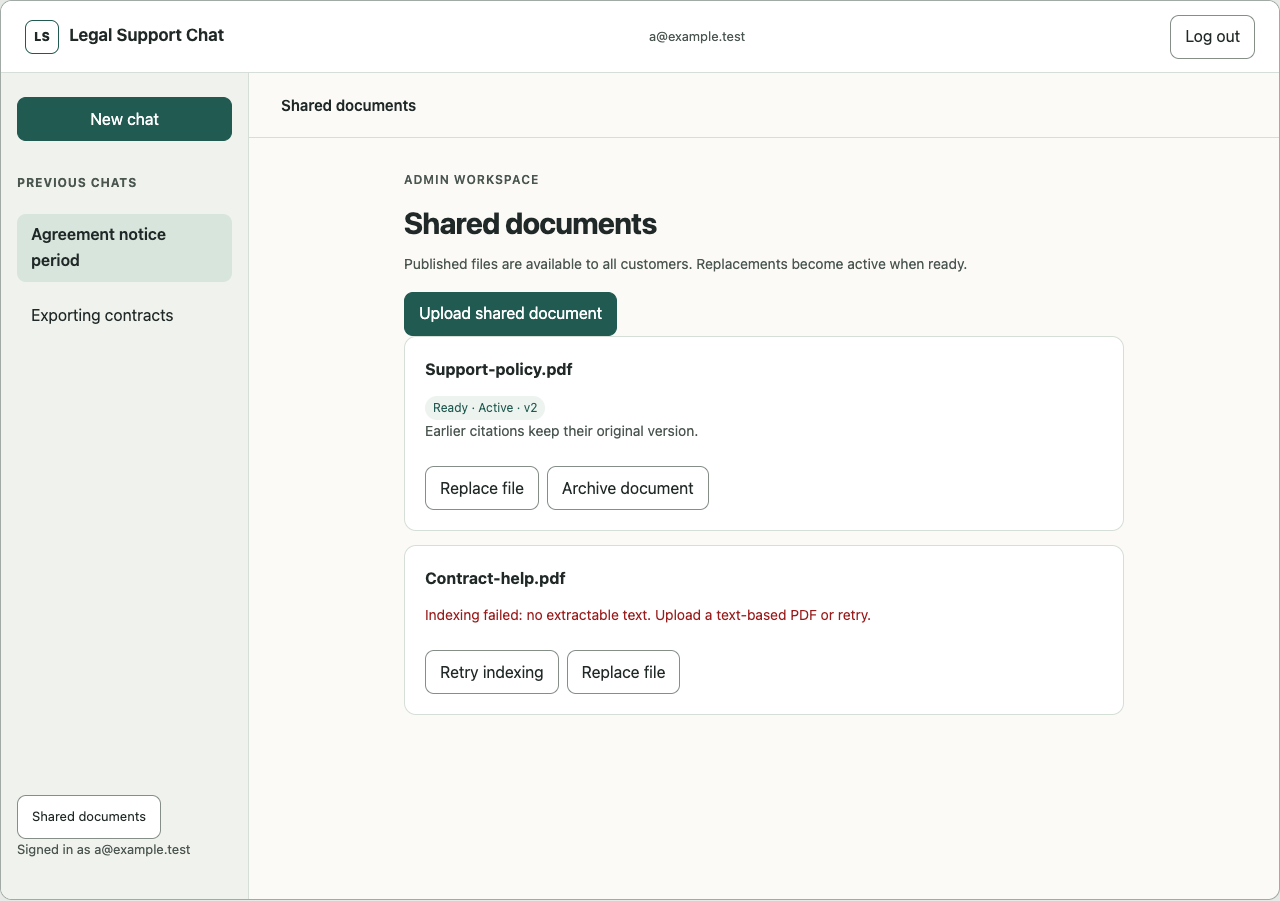 LS
Legal Support Chat
a@example.test
Log out
New chat
PREVIOUS CHATS
Agreement notice
period
Exporting contracts
Shared documents
Signed in as a@example.test
Shared documents
ADMIN WORKSPACE
Shared documents
Published files are available to all customers. Replacements become active when ready.
Upload shared document
Support-policy.pdf
Ready · Active · v2
Earlier citations keep their original version.
Replace file
Archive document
Contract-help.pdf
Indexing failed: no extractable text. Upload a text-based PDF or retry.
Retry indexing
Replace file